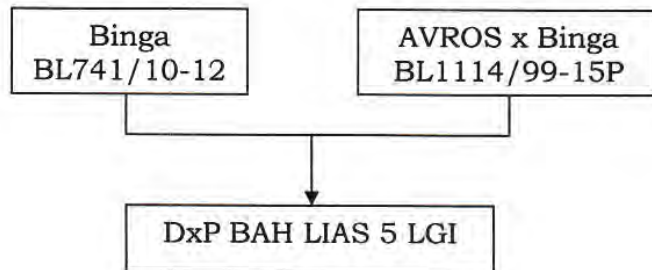 Binga
BL741/10-12
AVROS x Binga
BL1114/99-15P
DxP BAH LIAS 5 LGI